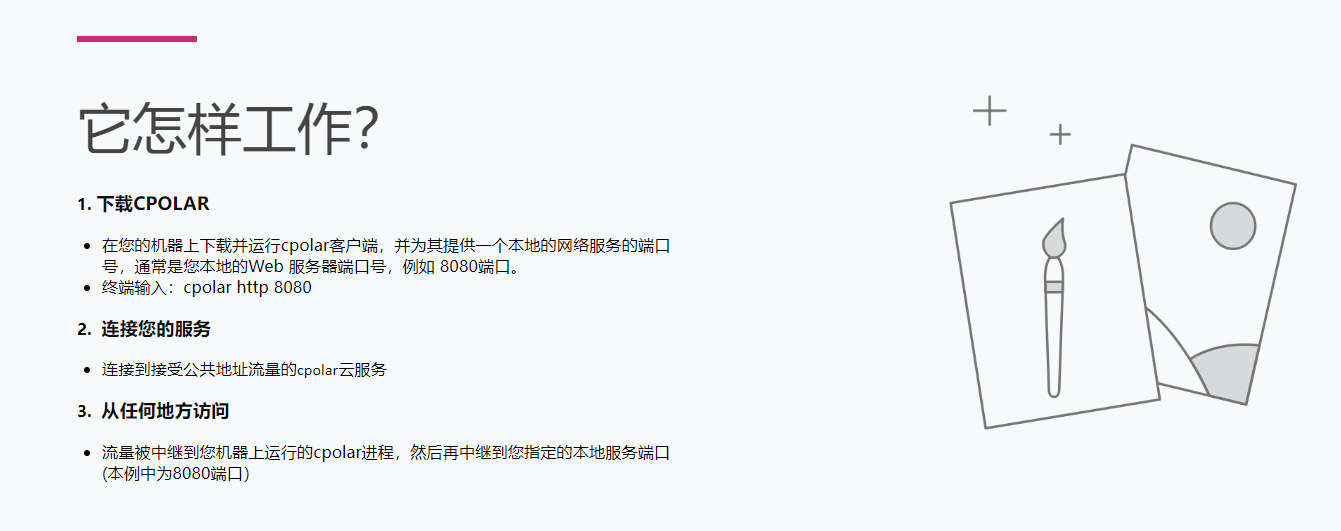 它怎样工作?
1. 下载CPOLAR
在您的机器上下载并运行cpolar客户端，并为其提供一个本地的网络服务的端口
号，通常是您本地的Web 服务器端口号，例如 8080端口。
终端输入：cpolar http 8080
2. 连接您的服务
连接到接受公共地址流量的cpolar云服务
3. 从任何地方访问
流量被中继到您机器上运行的cpolar进程，然后再中继到您指定的本地服务端口
(本例中为8080端口)